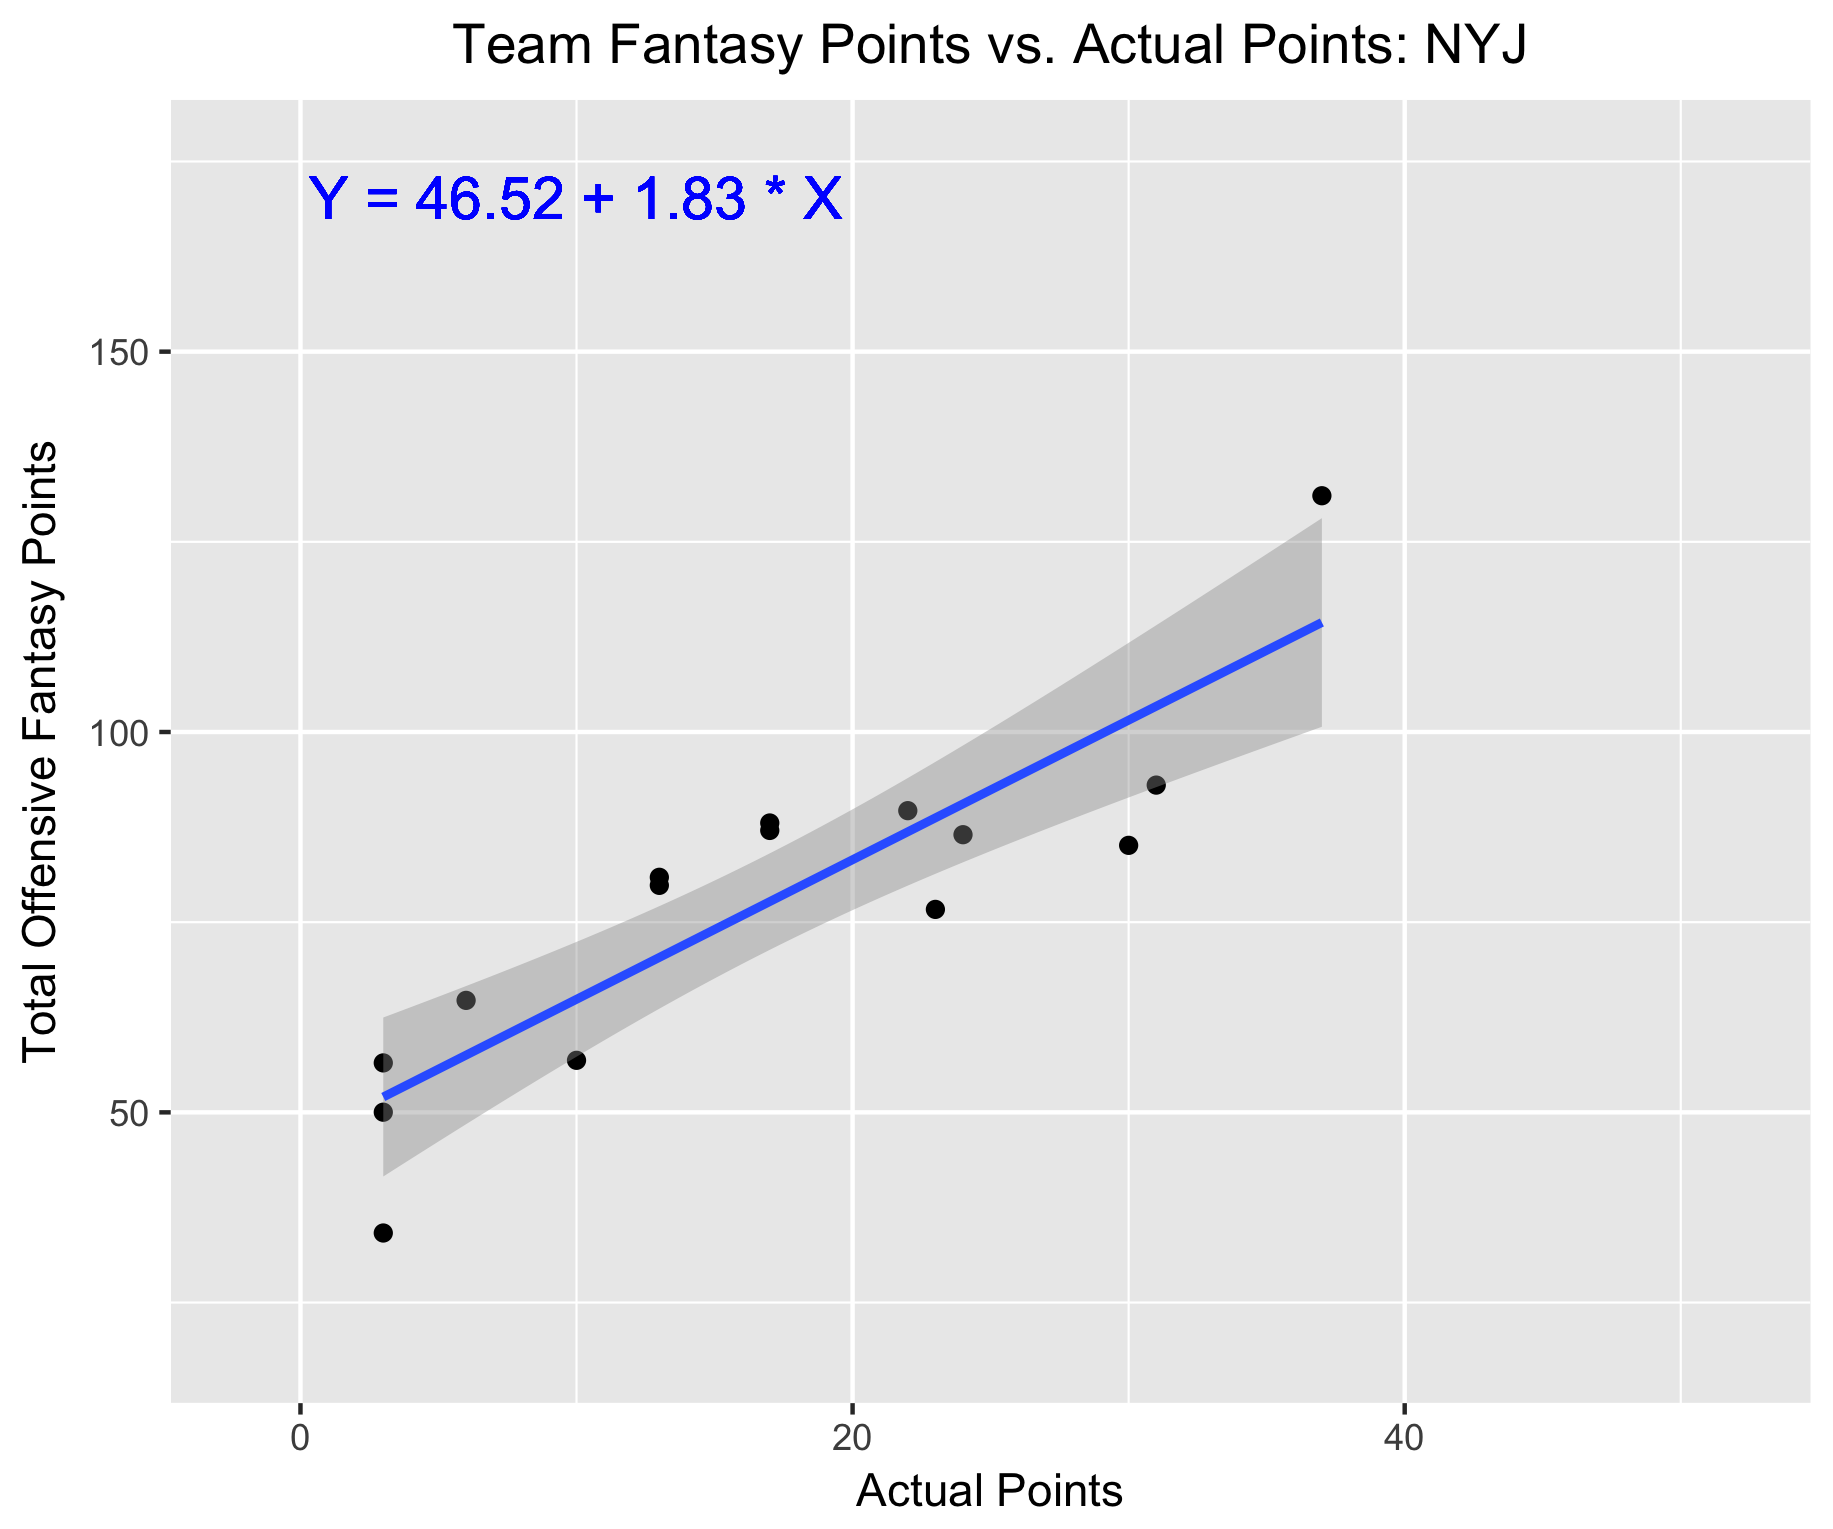 Team Fantasy Points vs. Actual Points: NYJ
Y = 46.52 + 1.83 * X
150
100
50
Total Offensive Fantasy Points
0
20
40
Actual Points